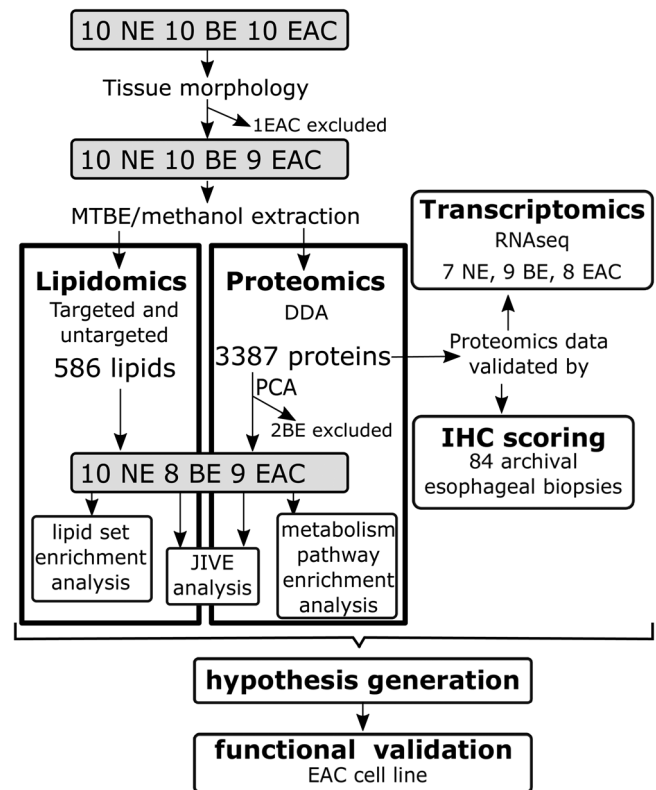 10 NE 10 BE 10 EAC
Tissue morphology
1EAC excluded
10 NE 10 BE 9 EAC
MTBE/methanol extraction
Lipidomics
Targeted and
untargeted
586 lipids
Proteomics
DDA
3387 proteins
PCA
2BE excluded
Transcriptomics
RNAseq
7 NE, 9 BE, 8 EAC
Proteomics data
validated by
IHC scoring
84 archival
esophageal biopsies
10 NE 8 BE 9 EAC
lipid set
enrichment
analysis
JIVE
analysis
metabolism
pathway
enrichment
analysis
hypothesis generation
functional validation
EAC cell line